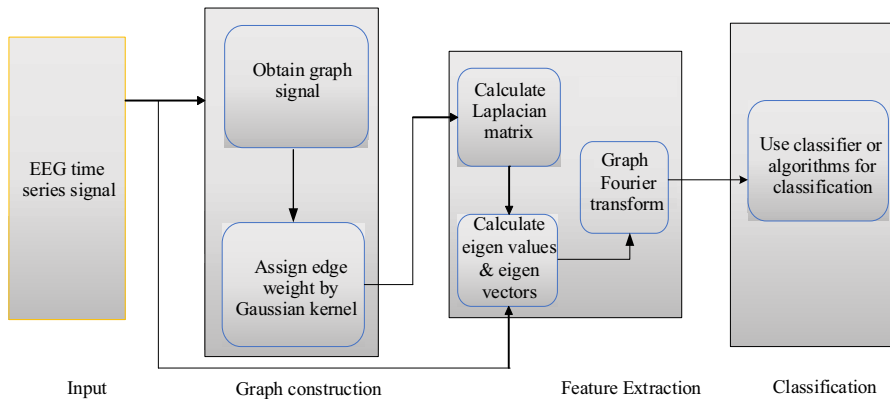 EEG time
series signal
Obtain graph
signal
Assign edge
weight by
Gaussian kernel
Calculate
Laplacian
matrix
Calculate
eigen values
& eigen
vectors
Graph
Fourier
transform
Use classifier or
algorithms for
classification
Input
Graph construction
Feature Extraction
Classification